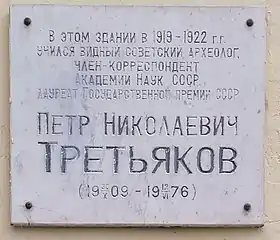 В этом здании в 1919-1922 г.г.
учился видный советский археолог,
член-корреспондент
Академии Наук СССР
лауреат Государственной премии СССР
Петр Николаевич
ТРЕТЬЯКОВ
(1909 - 1976)